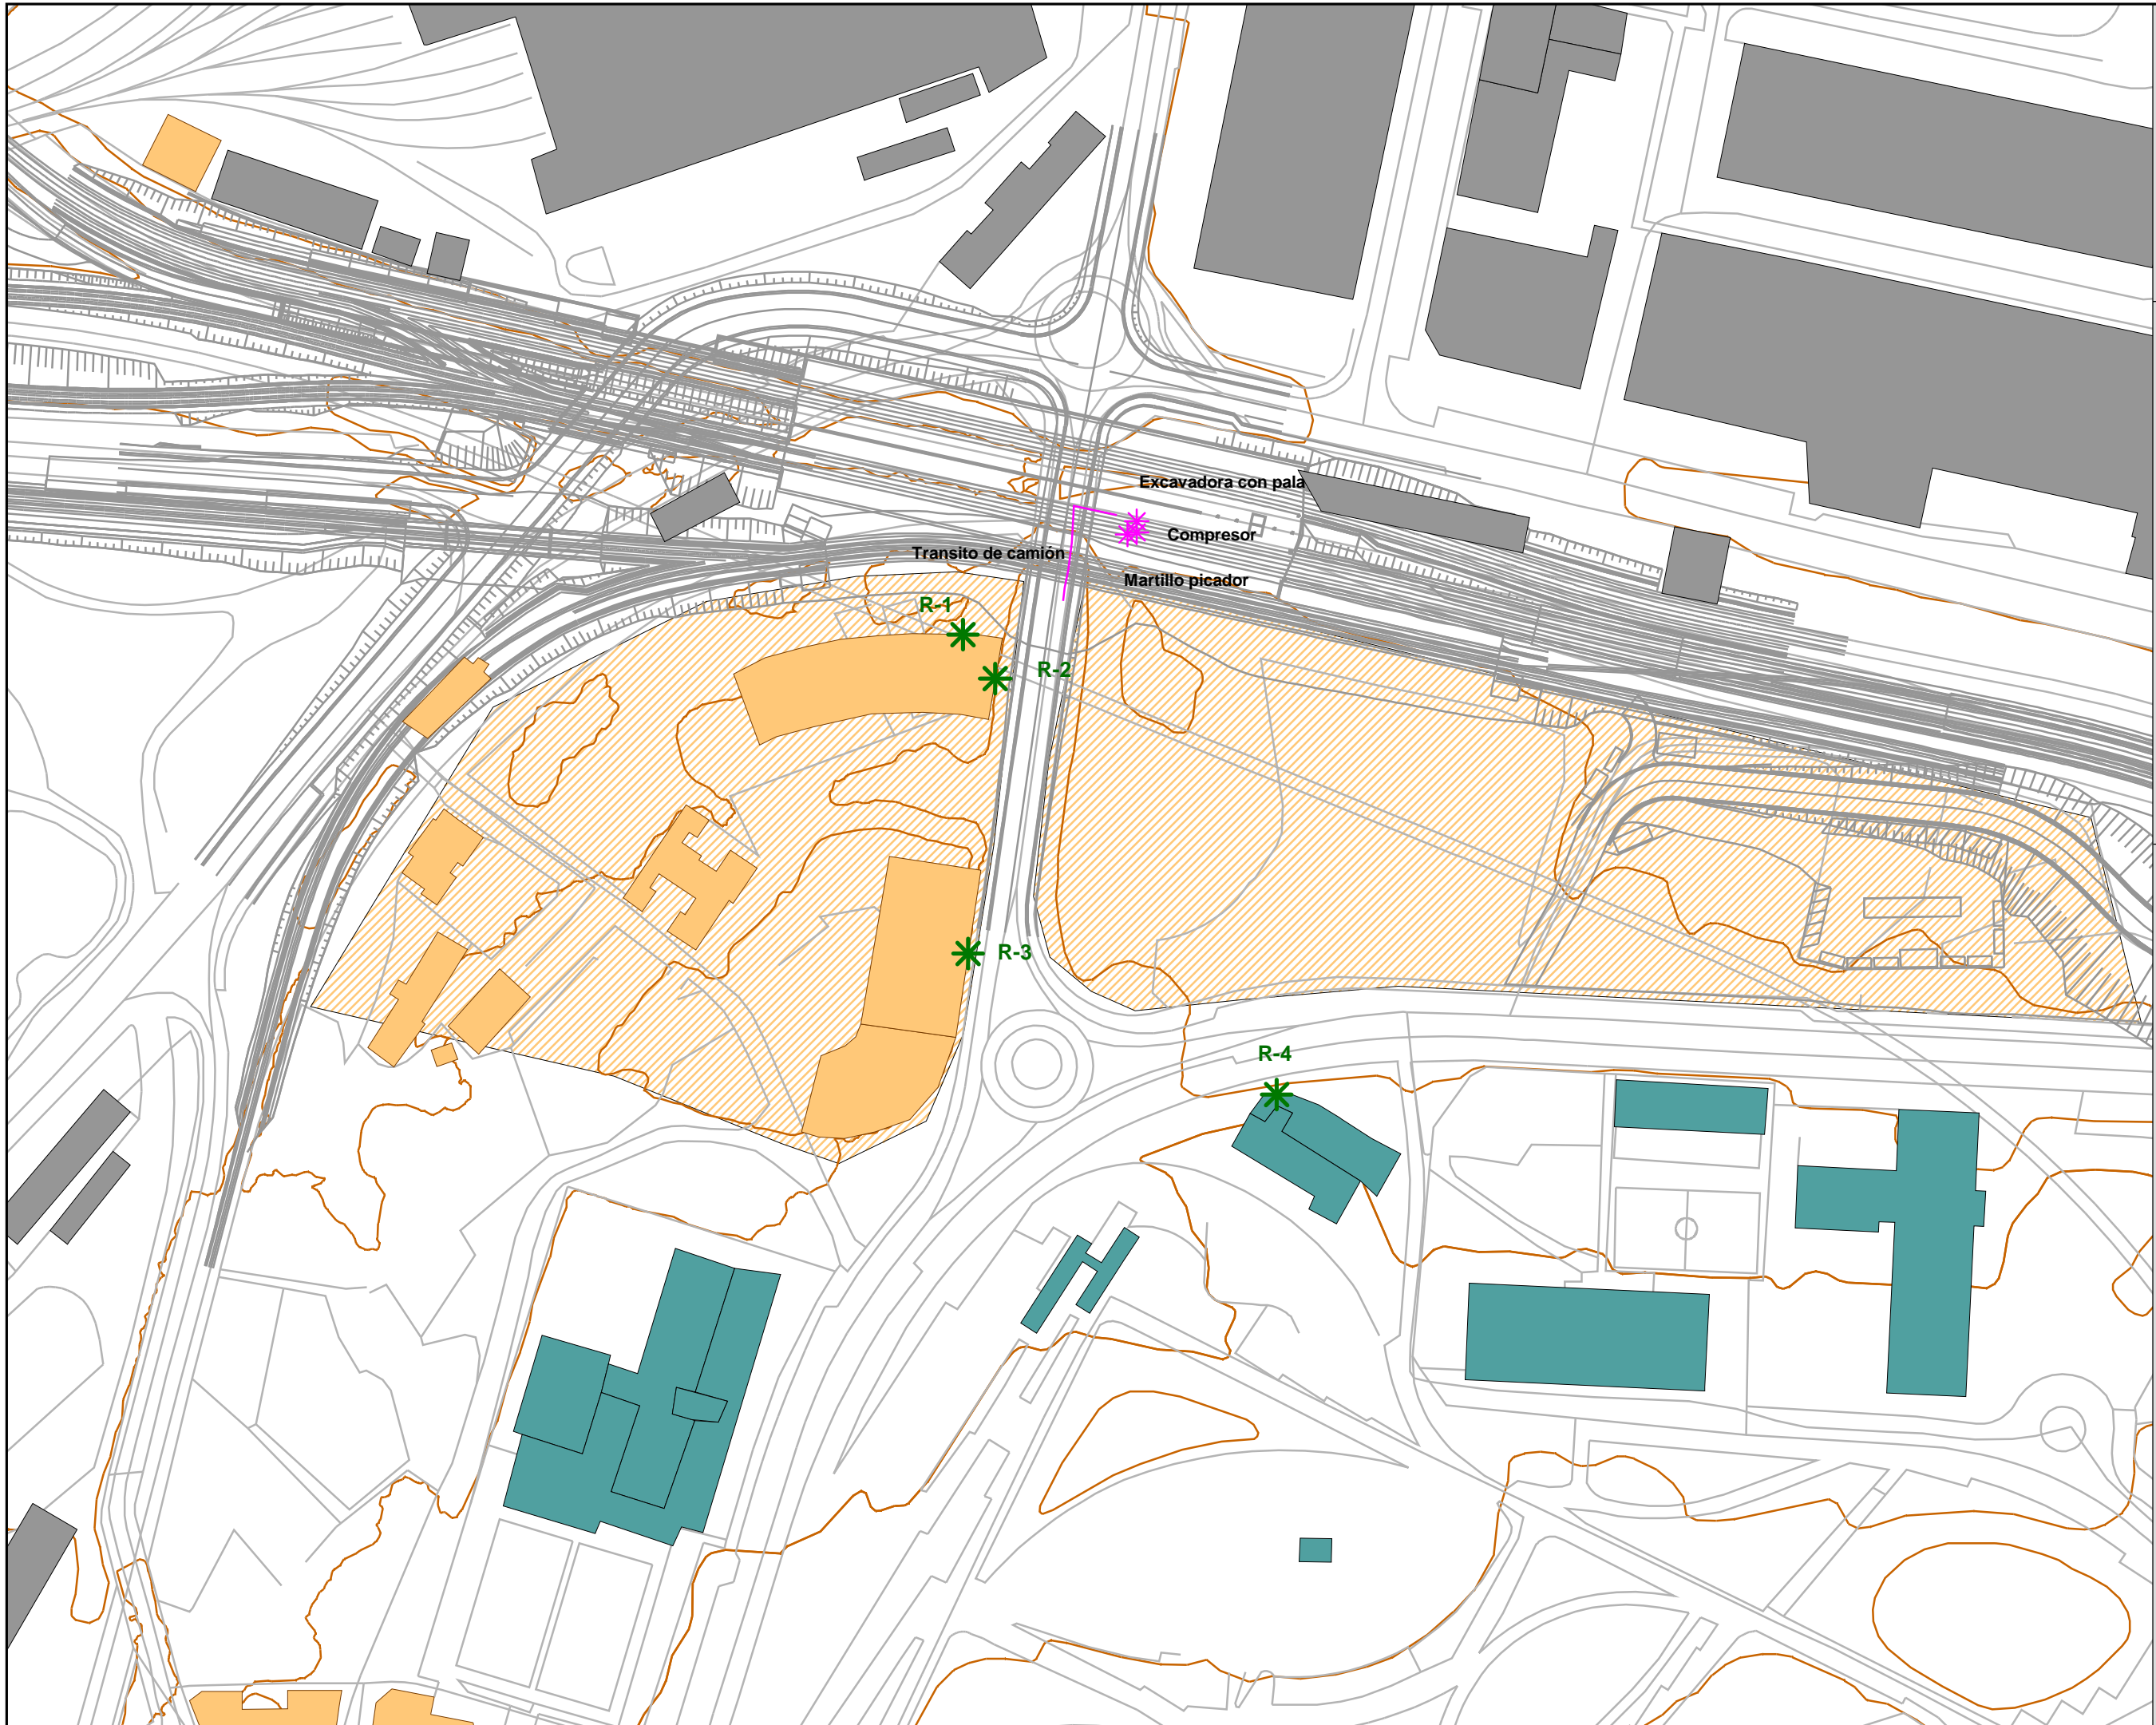 Excavadora con pala
Compresor
Transito de camión
Martillo picador
R-1
R-2
R-3
R-4